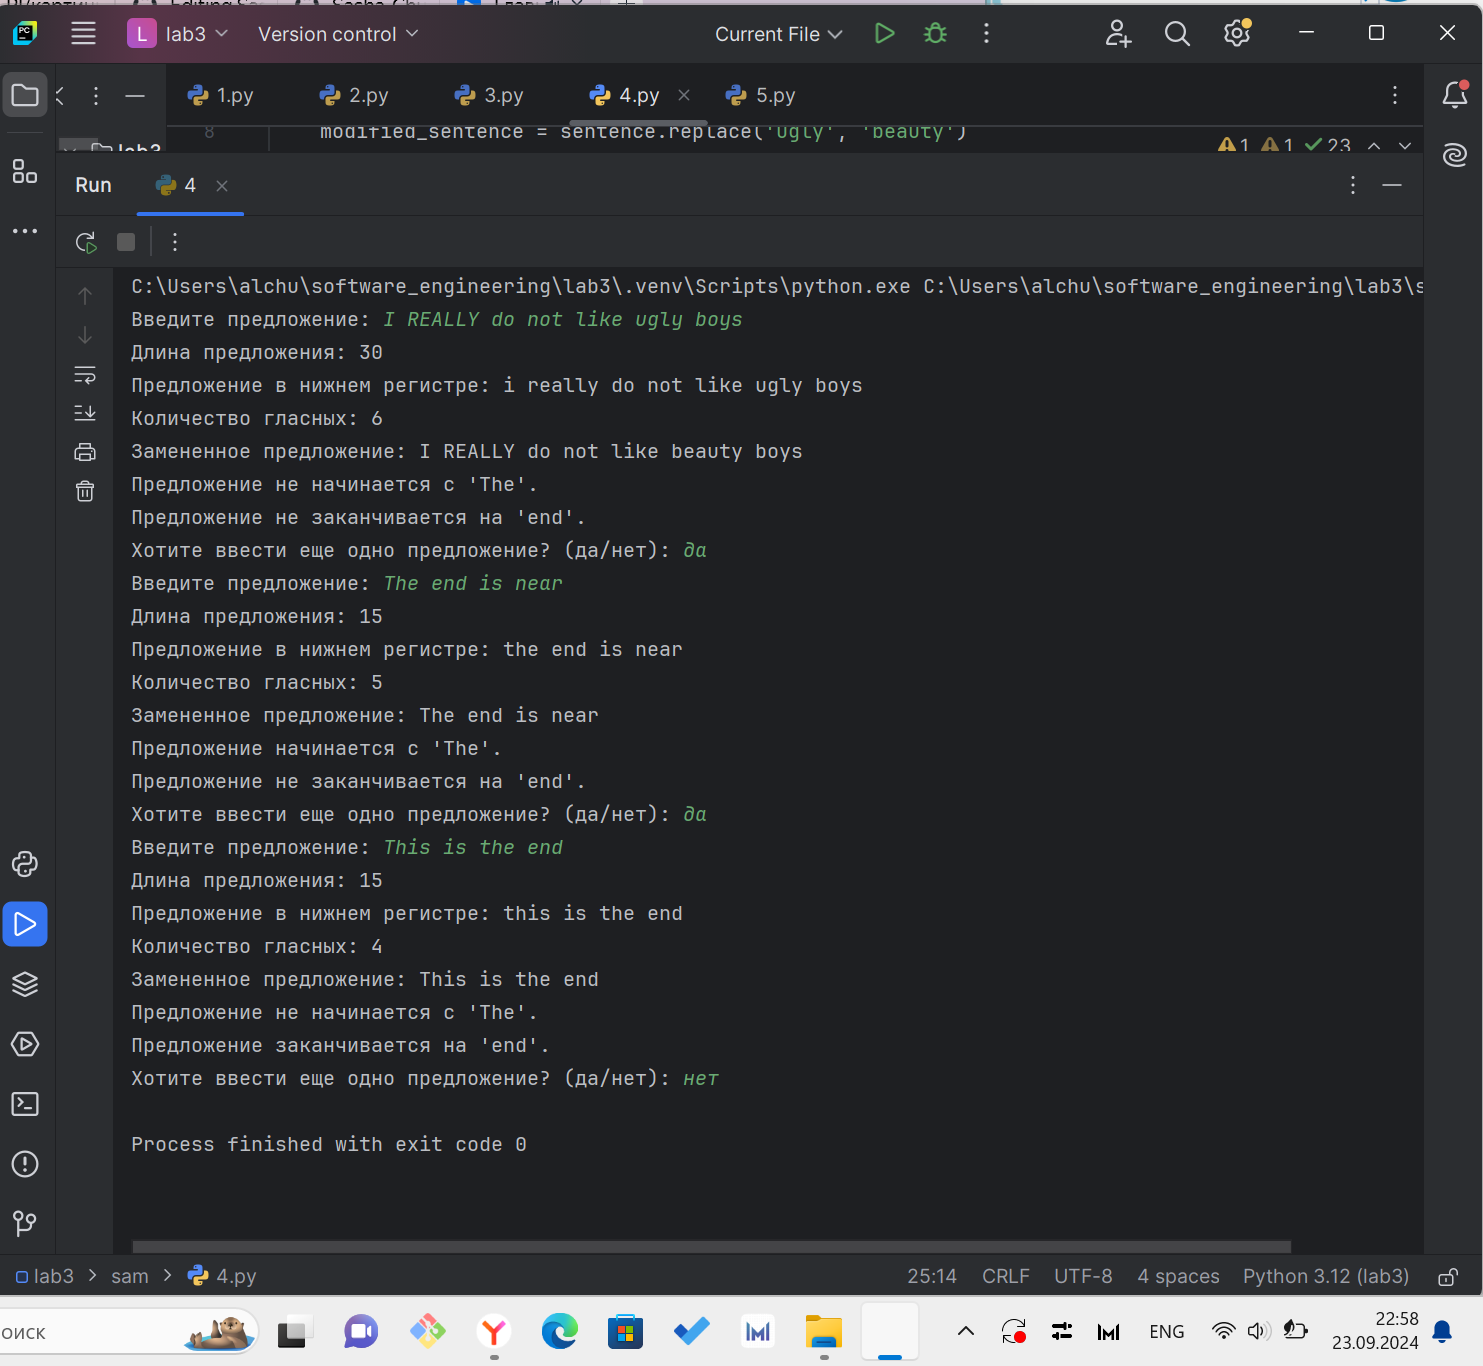 L lab3 Version control Current File
1.py 2.py 3.py 4.py 5.py
lab3
8 modified_sentence = sentence.replace('ugly', 'beauty')
1 1 23
Run 4
C:\Users\alchu\software_engineering\lab3\.venv\Scripts\python.exe C:\Users\alchu\software_engineering\lab3\s
Введите предложение: I REALLY do not like ugly boys
Длина предложения: 30
Предложение в нижнем регистре: i really do not like ugly boys
Количество гласных: 6
Замененное предложение: I REALLY do not like beauty boys
Предложение не начинается с 'The'.
Предложение не заканчивается на 'end'.
Хотите ввести еще одно предложение? (да/нет): да
Введите предложение: The end is near
Длина предложения: 15
Предложение в нижнем регистре: the end is near
Количество гласных: 5
Замененное предложение: The end is near
Предложение начинается с 'The'.
Предложение не заканчивается на 'end'.
Хотите ввести еще одно предложение? (да/нет): да
Введите предложение: This is the end
Длина предложения: 15
Предложение в нижнем регистре: this is the end
Количество гласных: 4
Замененное предложение: This is the end
Предложение не начинается с 'The'.
Предложение заканчивается на 'end'.
Хотите ввести еще одно предложение? (да/нет): нет
Process finished with exit code 0
lab3 sam 4.py 25:14 CRLF UTF-8 4 spaces Python 3.12 (lab3)
оиск ENG 22:58
23.09.2024